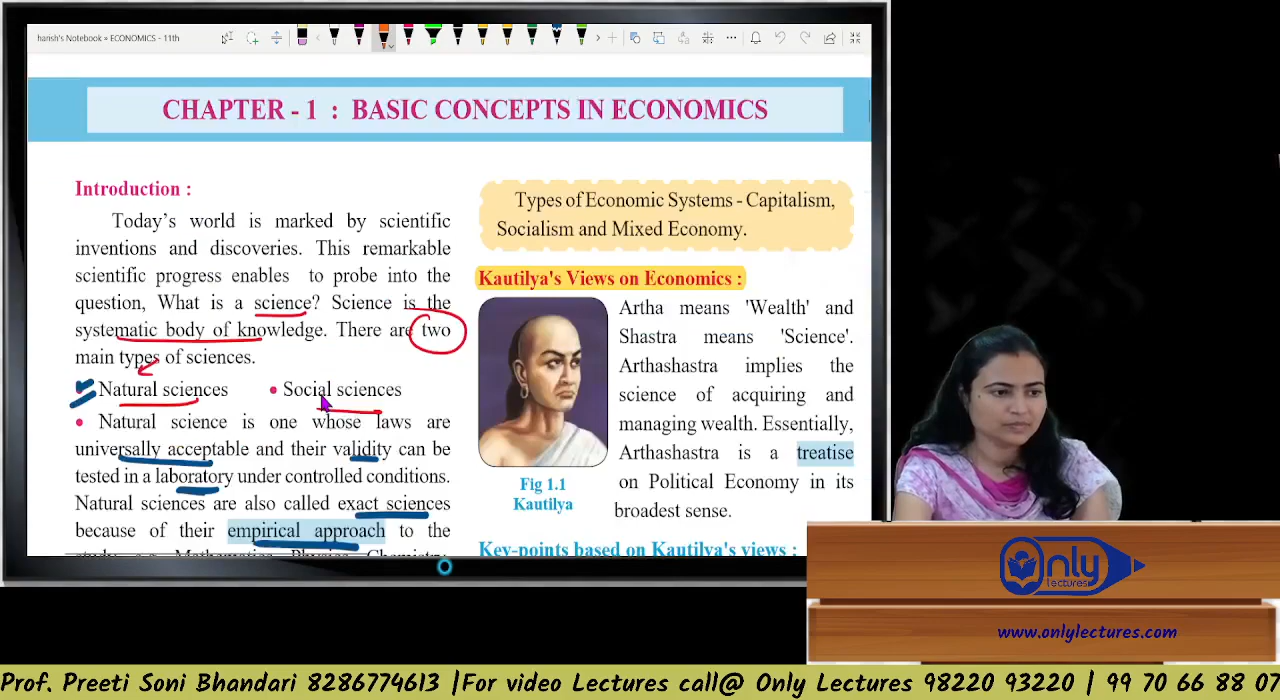 harish's Notebook » ECONOMICS - 11th
CHAPTER - 1 : BASIC CONCEPTS IN ECONOMICS
Introduction :
Today's world is marked by scientific
inventions and discoveries. This remarkable
scientific progress enables to probe into the
question, What is a science? Science is the
systematic body of knowledge. There are two
main types of sciences.
• Natural sciences • Social sciences
• Natural science is one whose laws are
universally acceptable and their validity can be
tested in a laboratory under controlled conditions.
Natural sciences are also called exact sciences
because of their empirical approach to the
study. e.g. Mathematics, Physics, Chemistry,
Types of Economic Systems - Capitalism,
Socialism and Mixed Economy.
Kautilya's Views on Economics :
Artha means 'Wealth' and
Shastra means 'Science'.
Arthashastra implies the
science of acquiring and
managing wealth. Essentially,
Arthashastra is a treatise
on Political Economy in its
broadest sense.
Fig 1.1
Kautilya
Key-points based on Kautilya's views :
Only
lectures
www.onlylectures.com
Prof. Preeti Soni Bhandari 8286774613 |For video Lectures call@ Only Lectures 98220 93220 | 99 70 66 88 07